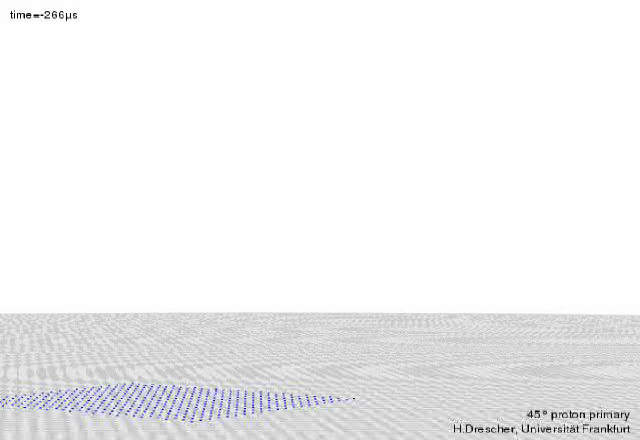 time=-266µs
45° proton primary
H.Drescher, Universität Frankfurt